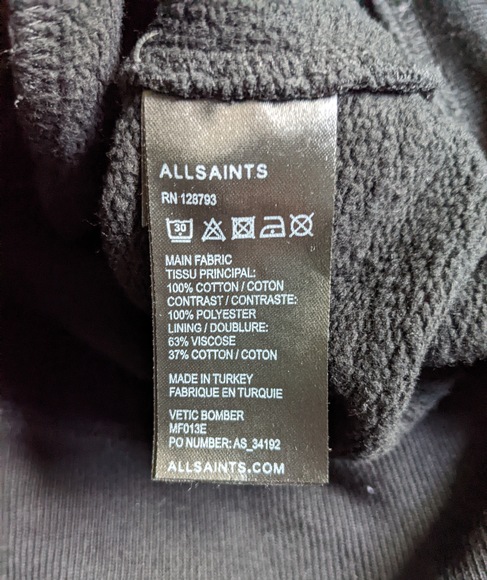 ALLSAINTS
RN 128793
30
MAIN FABRIC
TISSU PRINCIPAL:
100% COTTON / COTON
CONTRAST / CONTRASTE:
100% POLYESTER
LINING / DOUBLURE:
63% VISCOSE
37% COTTON / COTON
MADE IN TURKEY
FABRIQUE EN TURQUIE
VETIC BOMBER
MF013E
PO NUMBER: AS_34192
ALLSAINTS.COM